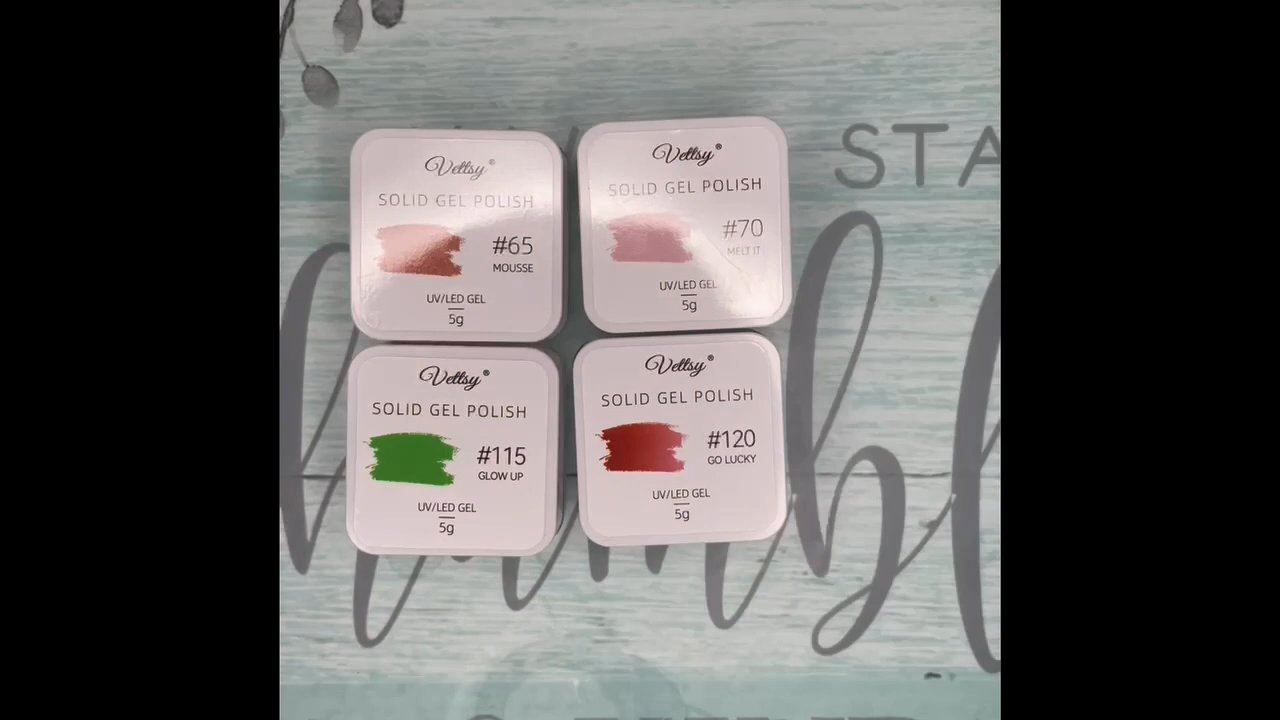 Vettsy®
SOLID GEL POLISH
#65
MOUSSE
UV/LED GEL
5g
Vettsy®
SOLID GEL POLISH
#70
MELT IT
UV/LED GEL
5g
Vettsy®
SOLID GEL POLISH
#115
GLOW UP
UV/LED GEL
5g
Vettsy®
SOLID GEL POLISH
#120
GO LUCKY
UV/LED GEL
5g
STA